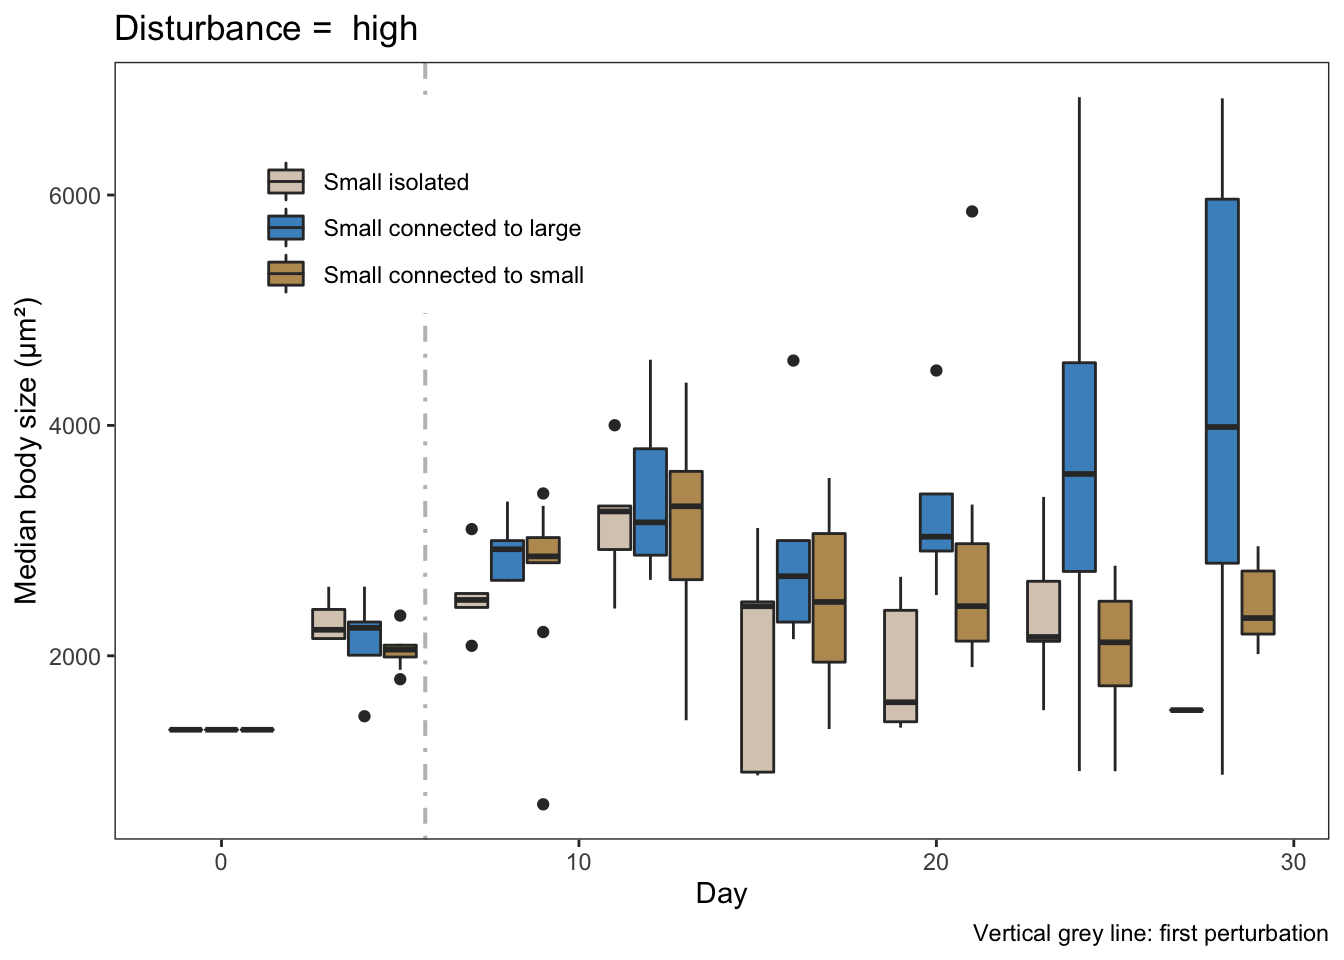 Disturbance =  high
Small isolated
Small connected to large
Small connected to small
Median body size (μm²)
6000
4000
2000
0
10
20
30
Day
Vertical grey line: first perturbation